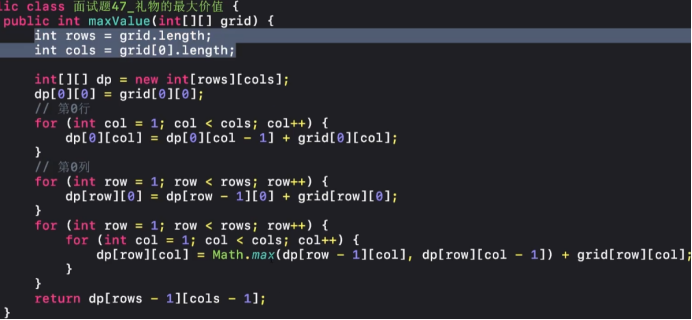 lic class 面试题47_礼物的最大价值 {
public int maxValue(int[][] grid) {
int rows = grid.length;
int cols = grid[0].length;
int[][] dp = new int[rows][cols];
dp[0][0] = grid[0][0];
// 第0行
for (int col = 1; col < cols; col++) {
dp[0][col] = dp[0][col - 1] + grid[0][col];
}
// 第0列
for (int row = 1; row < rows; row++) {
dp[row][0] = dp[row - 1][0] + grid[row][0];
}
for (int row = 1; row < rows; row++) {
for (int col = 1; col < cols; col++) {
dp[row][col] = Math.max(dp[row - 1][col], dp[row][col - 1]) + grid[row][col];
}
}
return dp[rows - 1][cols - 1];
}